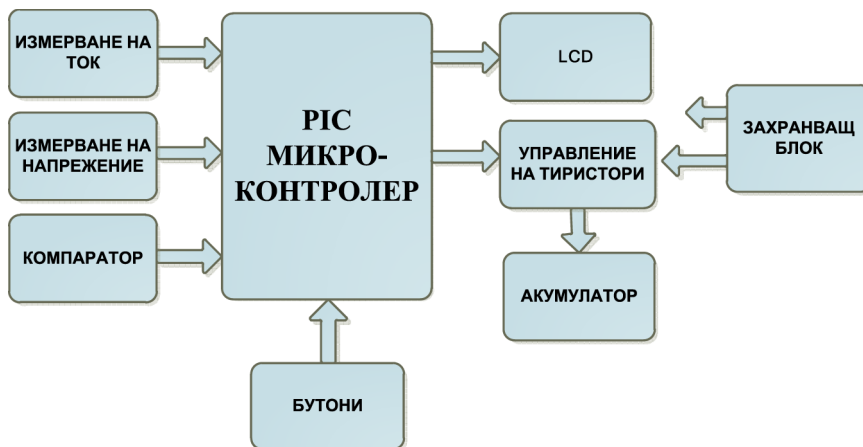 ИЗМЕРВАНЕ НА
ТОК
ИЗМЕРВАНЕ НА
НАПРЕЖЕНИЕ
КОМПАРАТОР
PIC
МИКРО-
КОНТРОЛЕР
БУТОНИ
LCD
УПРАВЛЕНИЕ
НА ТИРИСТОРИ
АКУМУЛАТОР
ЗАХРАНВАЩ
БЛОК